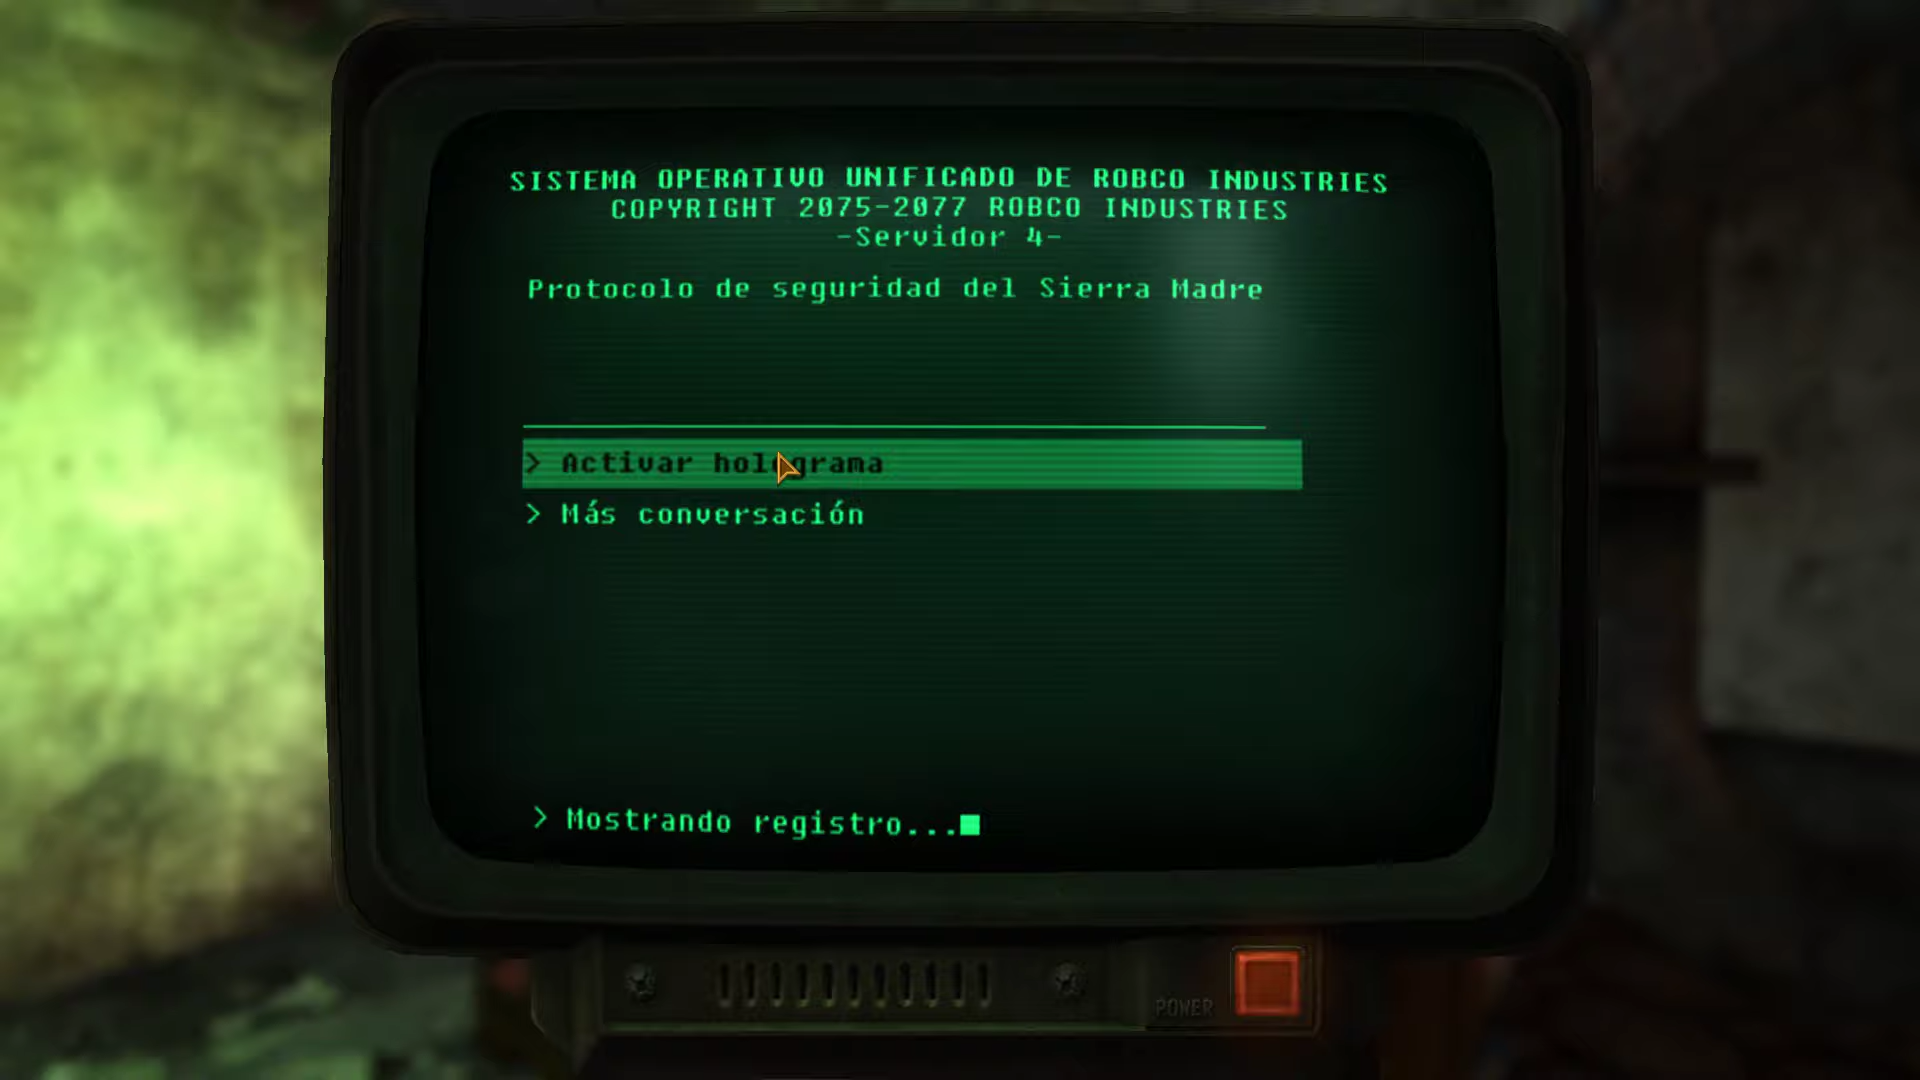 SISTEMA OPERATIVO UNIFICADO DE ROBCO INDUSTRIES
COPYRIGHT 2075-2077 ROBCO INDUSTRIES
-Servidor 4-
Protocolo de seguridad del Sierra Madre
> Activar holograma
> Más conversación
> Mostrando registro...
POWER